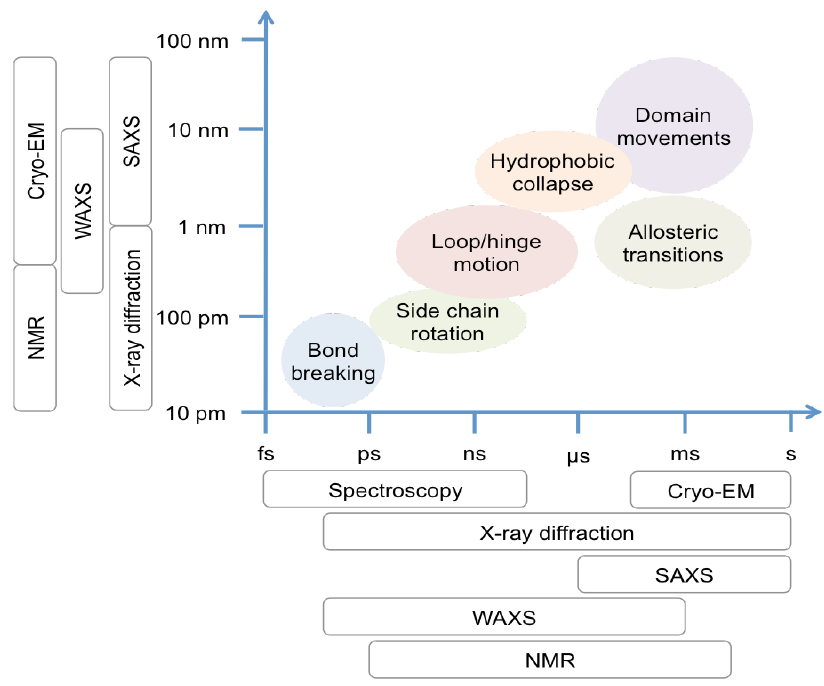 100 nm
10 nm
1 nm
100 pm
10 pm
Cryo-EM
WAXS
SAXS
NMR
X-ray diffraction
Domain
movements
Hydrophobic
collapse
Loop/hinge
motion
Allosteric
transitions
Side chain
rotation
Bond
breaking
fs
ps
ns
µs
ms
s
Spectroscopy
Cryo-EM
X-ray diffraction
SAXS
WAXS
NMR